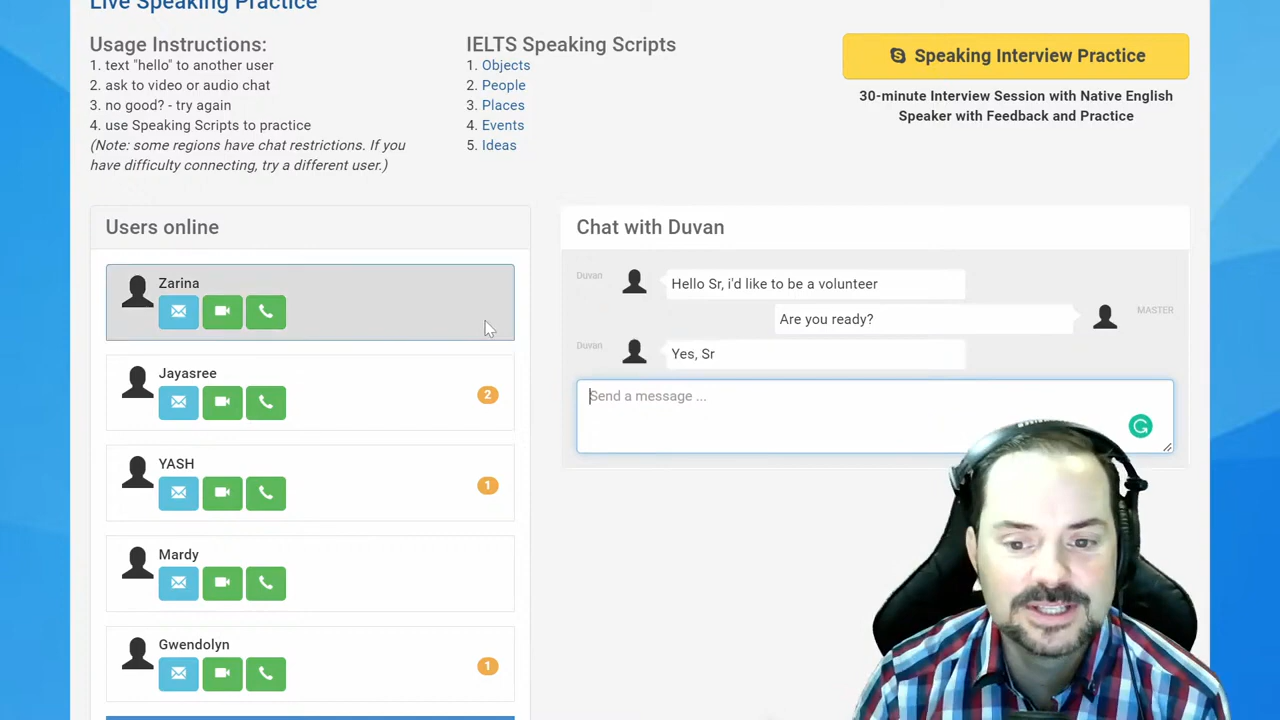 Live Speaking Practice
Usage Instructions:
1. text "hello" to another user
2. ask to video or audio chat
3. no good? - try again
4. use Speaking Scripts to practice
(Note: some regions have chat restrictions. If you
have difficulty connecting, try a different user.)
IELTS Speaking Scripts
1. Objects
2. People
3. Places
4. Events
5. Ideas
Speaking Interview Practice
30-minute Interview Session with Native English
Speaker with Feedback and Practice
Users online
Zarina
Jayasree
2
YASH
1
Mardy
Gwendolyn
1
Chat with Duvan
Duvan
Hello Sr, i'd like to be a volunteer
Are you ready?
MASTER
Duvan
Yes, Sr
Send a message ...